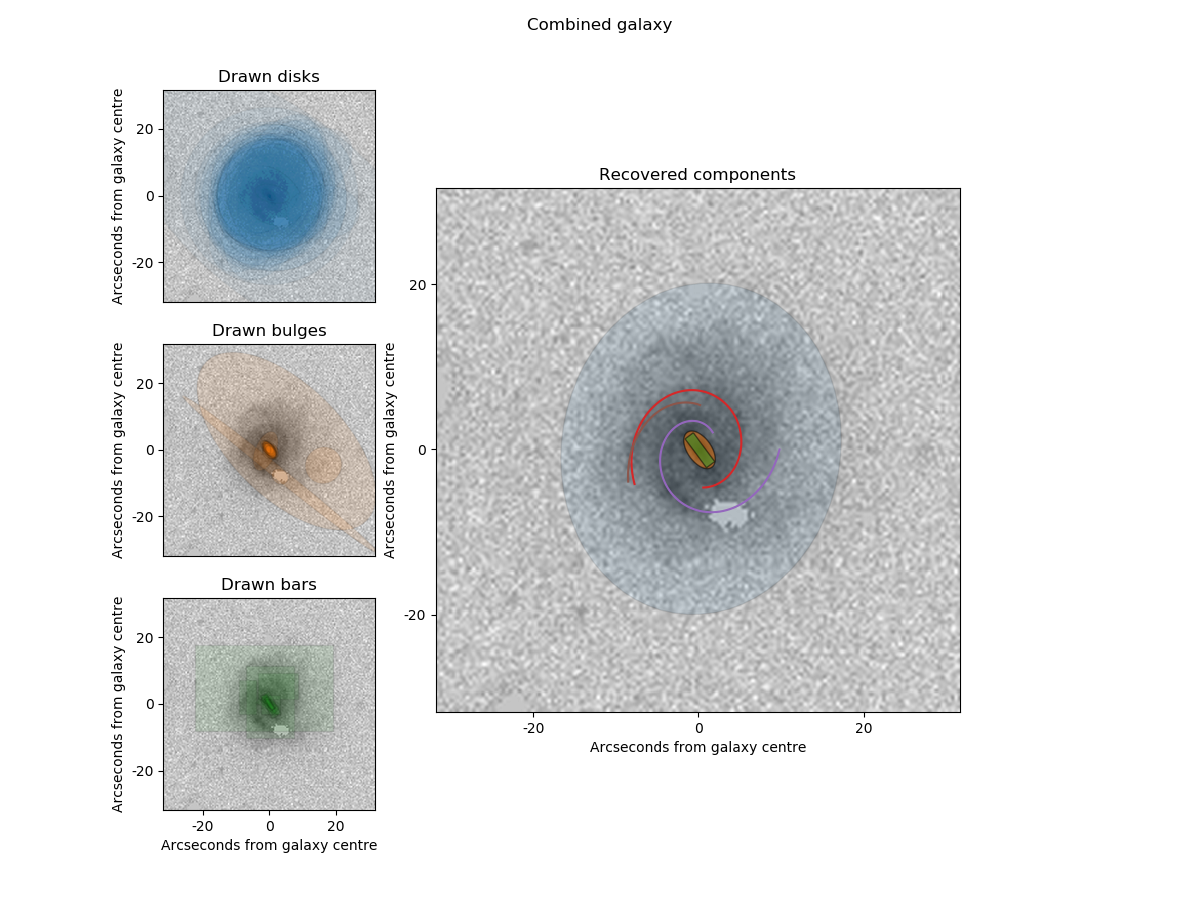 Combined galaxy
Drawn disks
Arcseconds from galaxy centre
20
0
-20
Drawn bulges
Arcseconds from galaxy centre
20
0
-20
Drawn bars
Arcseconds from galaxy centre
20
0
-20
-20 0 20
Arcseconds from galaxy centre
Recovered components
Arcseconds from galaxy centre
20
0
-20
-20 0 20
Arcseconds from galaxy centre